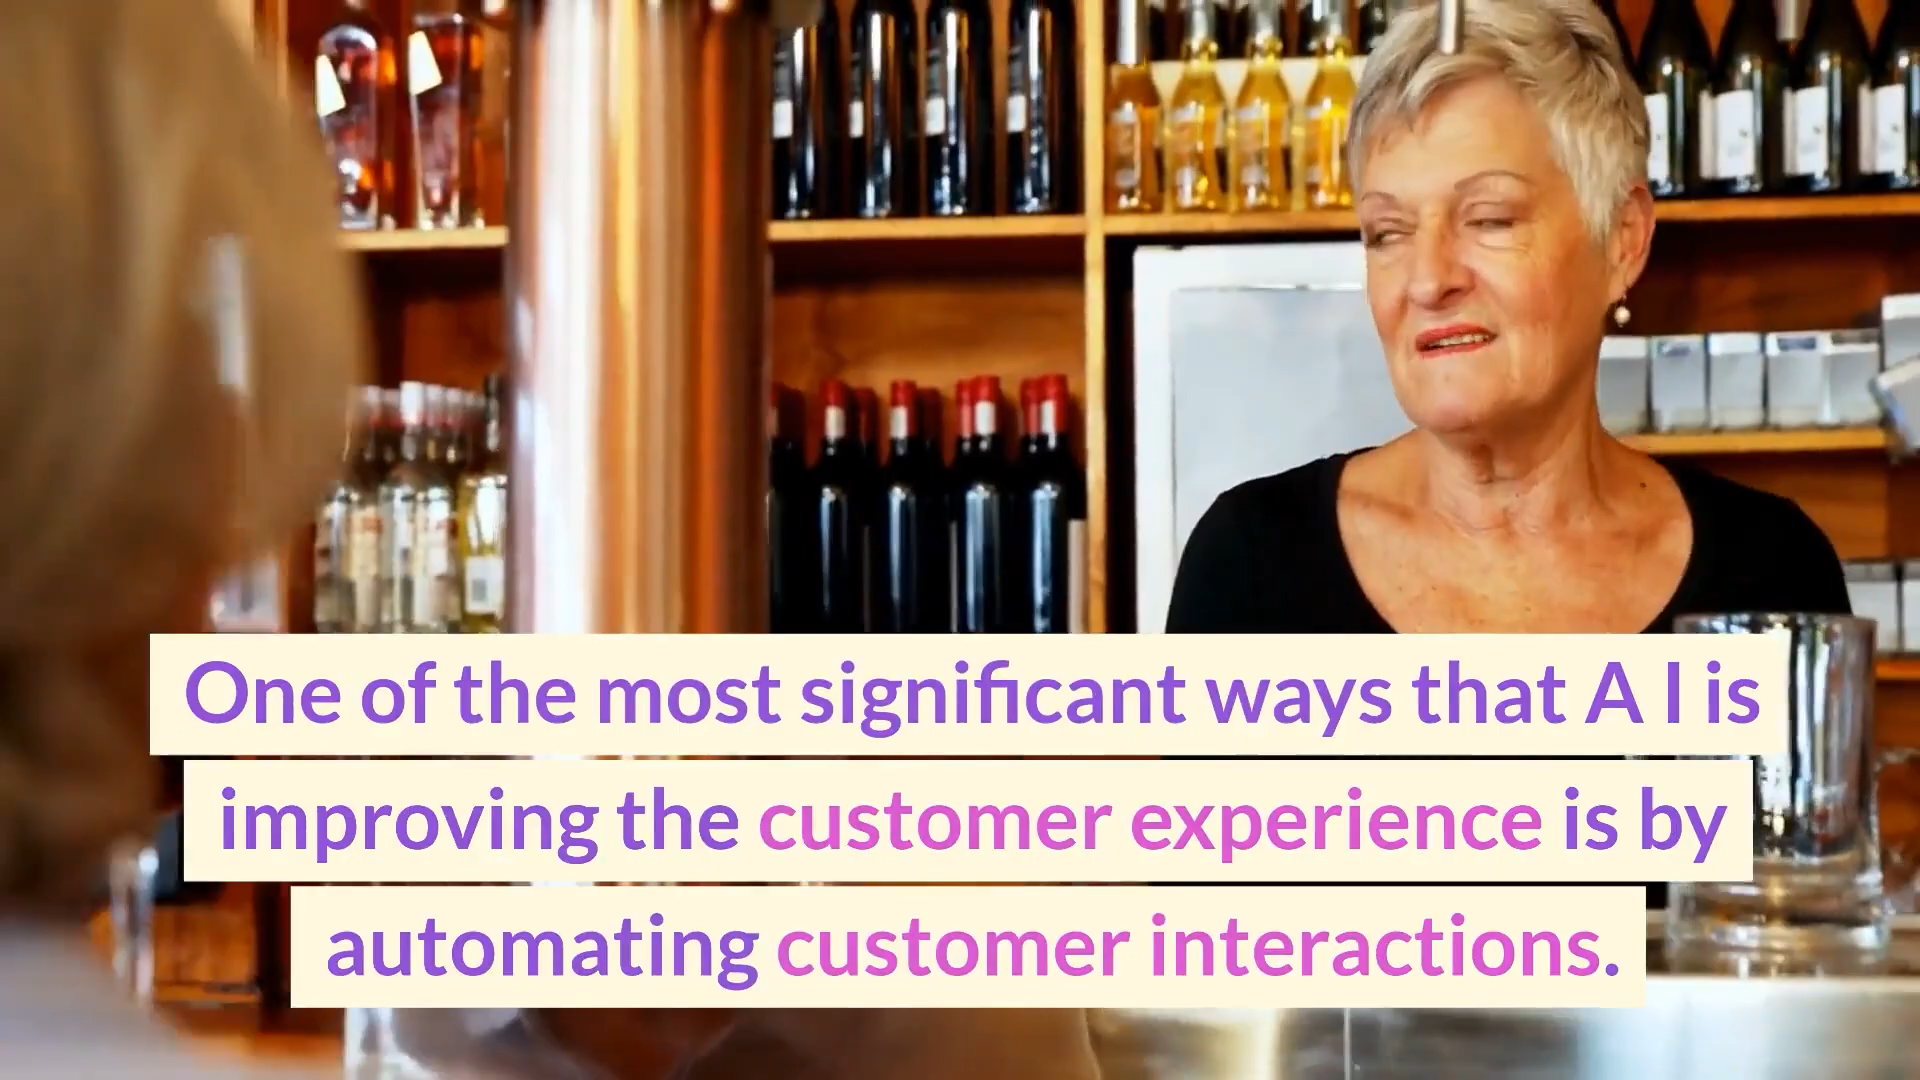 One of the most significant ways that A I is
improving the customer experience is by
automating customer interactions.